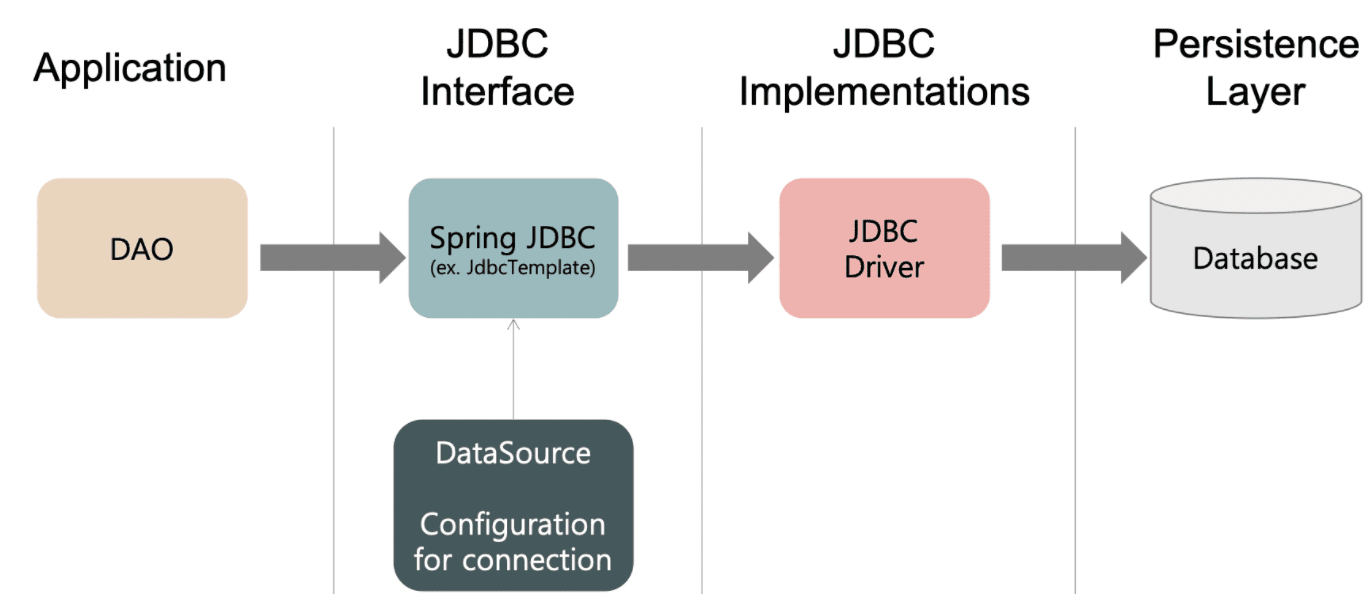 Application
JDBC
Interface
JDBC
Implementations
Persistence
Layer
DAO
Spring JDBC
(ex. JdbcTemplate)
JDBC
Driver
Database
DataSource
Configuration
for connection